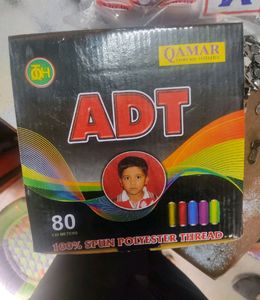 QAMAR
ADT
80
100% SPUN POLYESTER THREAD